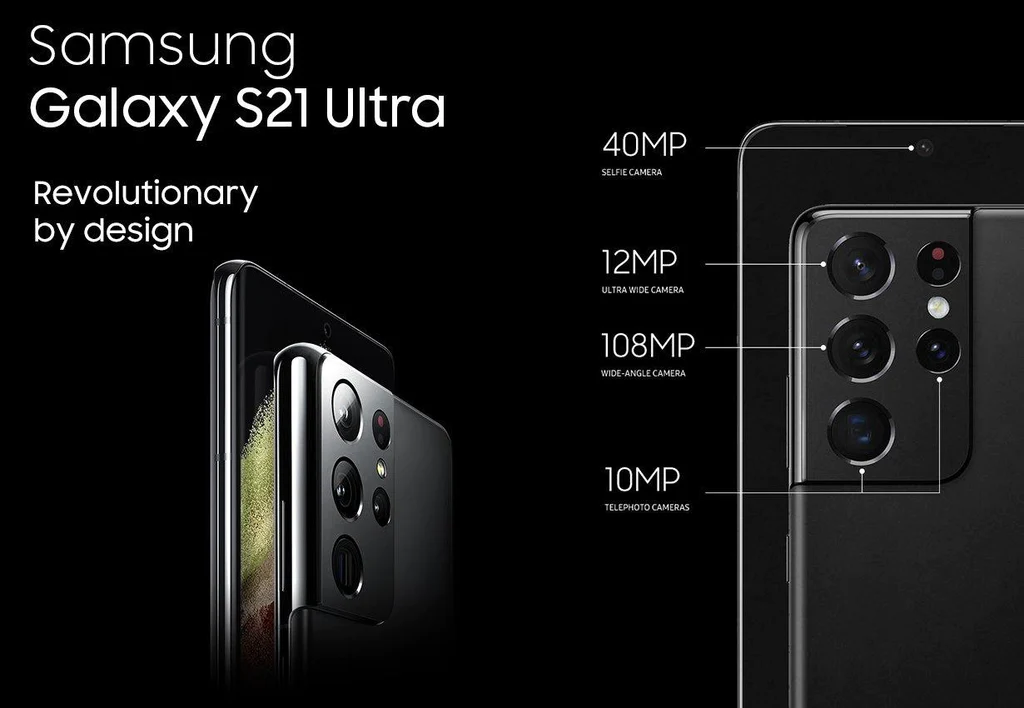 Samsung
Galaxy S21 Ultra
Revolutionary
by design
40MP
SELFIE CAMERA
12MP
ULTRA WIDE CAMERA
108MP
WIDE-ANGLE CAMERA
10MP
TELEPHOTO CAMERAS